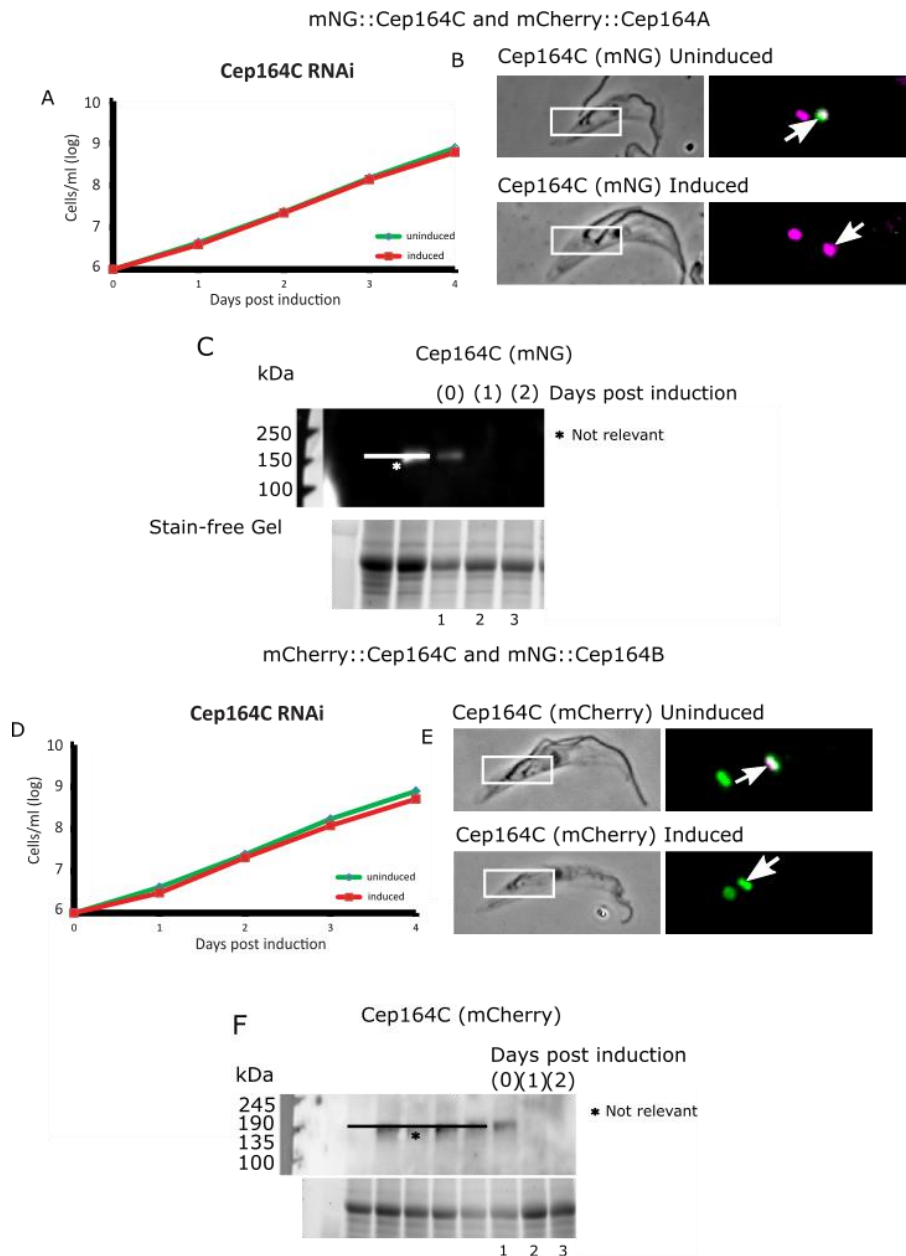 mNG::Cep164C and mCherry::Cep164A
Cep164C RNAi
A
10
9
8
7
6
Cells/ml (log)
uninduced
induced
0 1 2 3 4
Days post induction
B
Cep164C (mNG) Uninduced
Cep164C (mNG) Induced
C
Cep164C (mNG)
kDa
(0) (1) (2) Days post induction
250
150
100
*
* Not relevant
Stain-free Gel
1 2 3
mCherry::Cep164C and mNG::Cep164B
D
Cep164C RNAi
10
9
8
7
6
Cells/ml (log)
uninduced
induced
0 1 2 3 4
Days post induction
E
Cep164C (mCherry) Uninduced
Cep164C (mCherry) Induced
F
Cep164C (mCherry)
Days post induction
kDa
(0)(1)(2)
245
190
135
100
*
* Not relevant
1 2 3